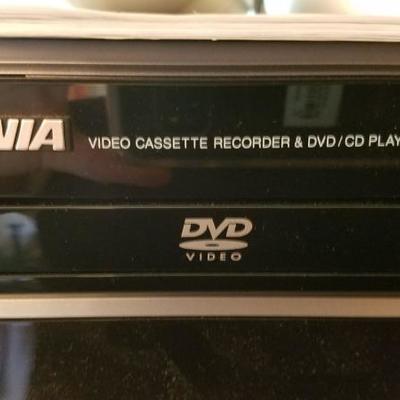 NIA VIDEO CASSETTE RECORDER & DVD/CD PLAY
DVD
VIDEO